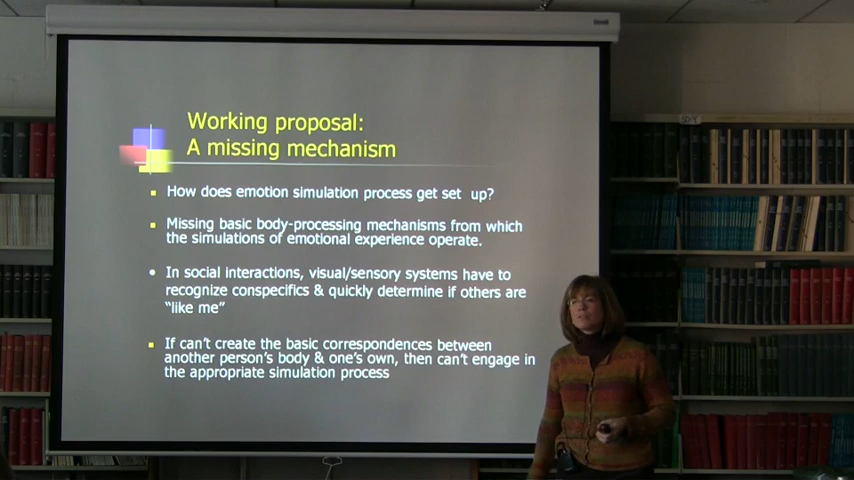 Working proposal:
A missing mechanism
How does emotion simulation process get set up?
Missing basic body-processing mechanisms from which
the simulations of emotional experience operate.
In social interactions, visual/sensory systems have to
recognize conspecifics & quickly determine if others are
"like me"
If can't create the basic correspondences between
another person's body & one's own, then can't engage in
the appropriate simulation process